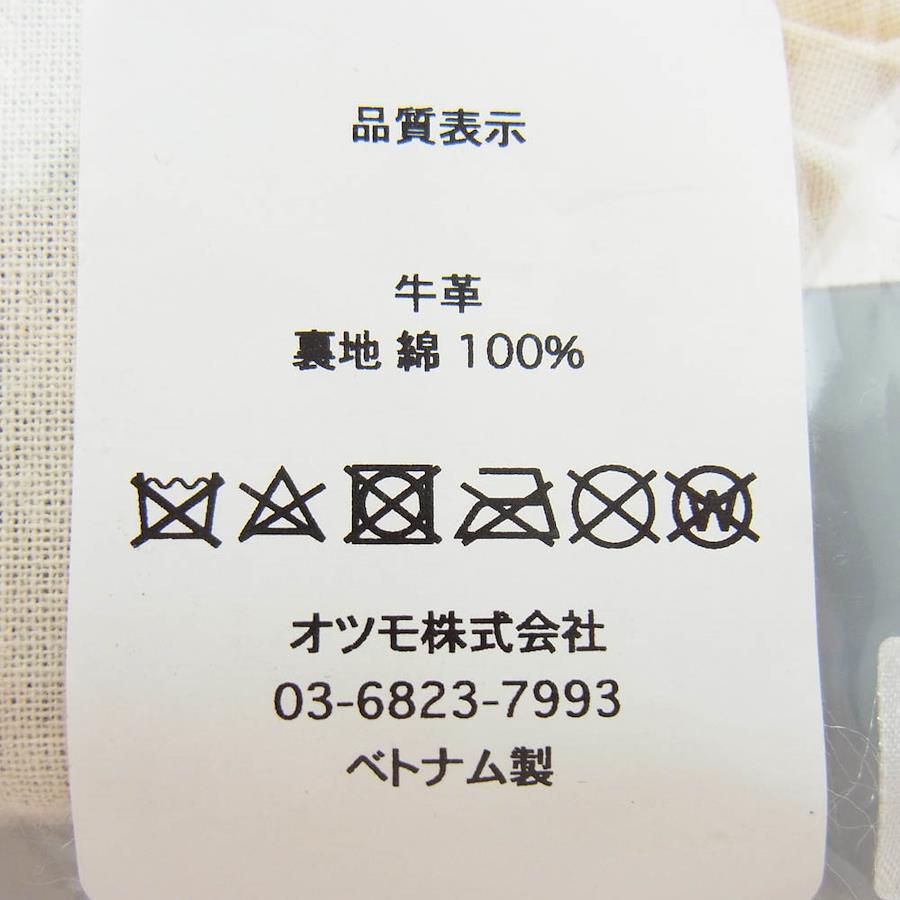 品質表示
牛革
裏地 綿 100%
W
オツモ株式会社
03-6823-7993
ベトナム製